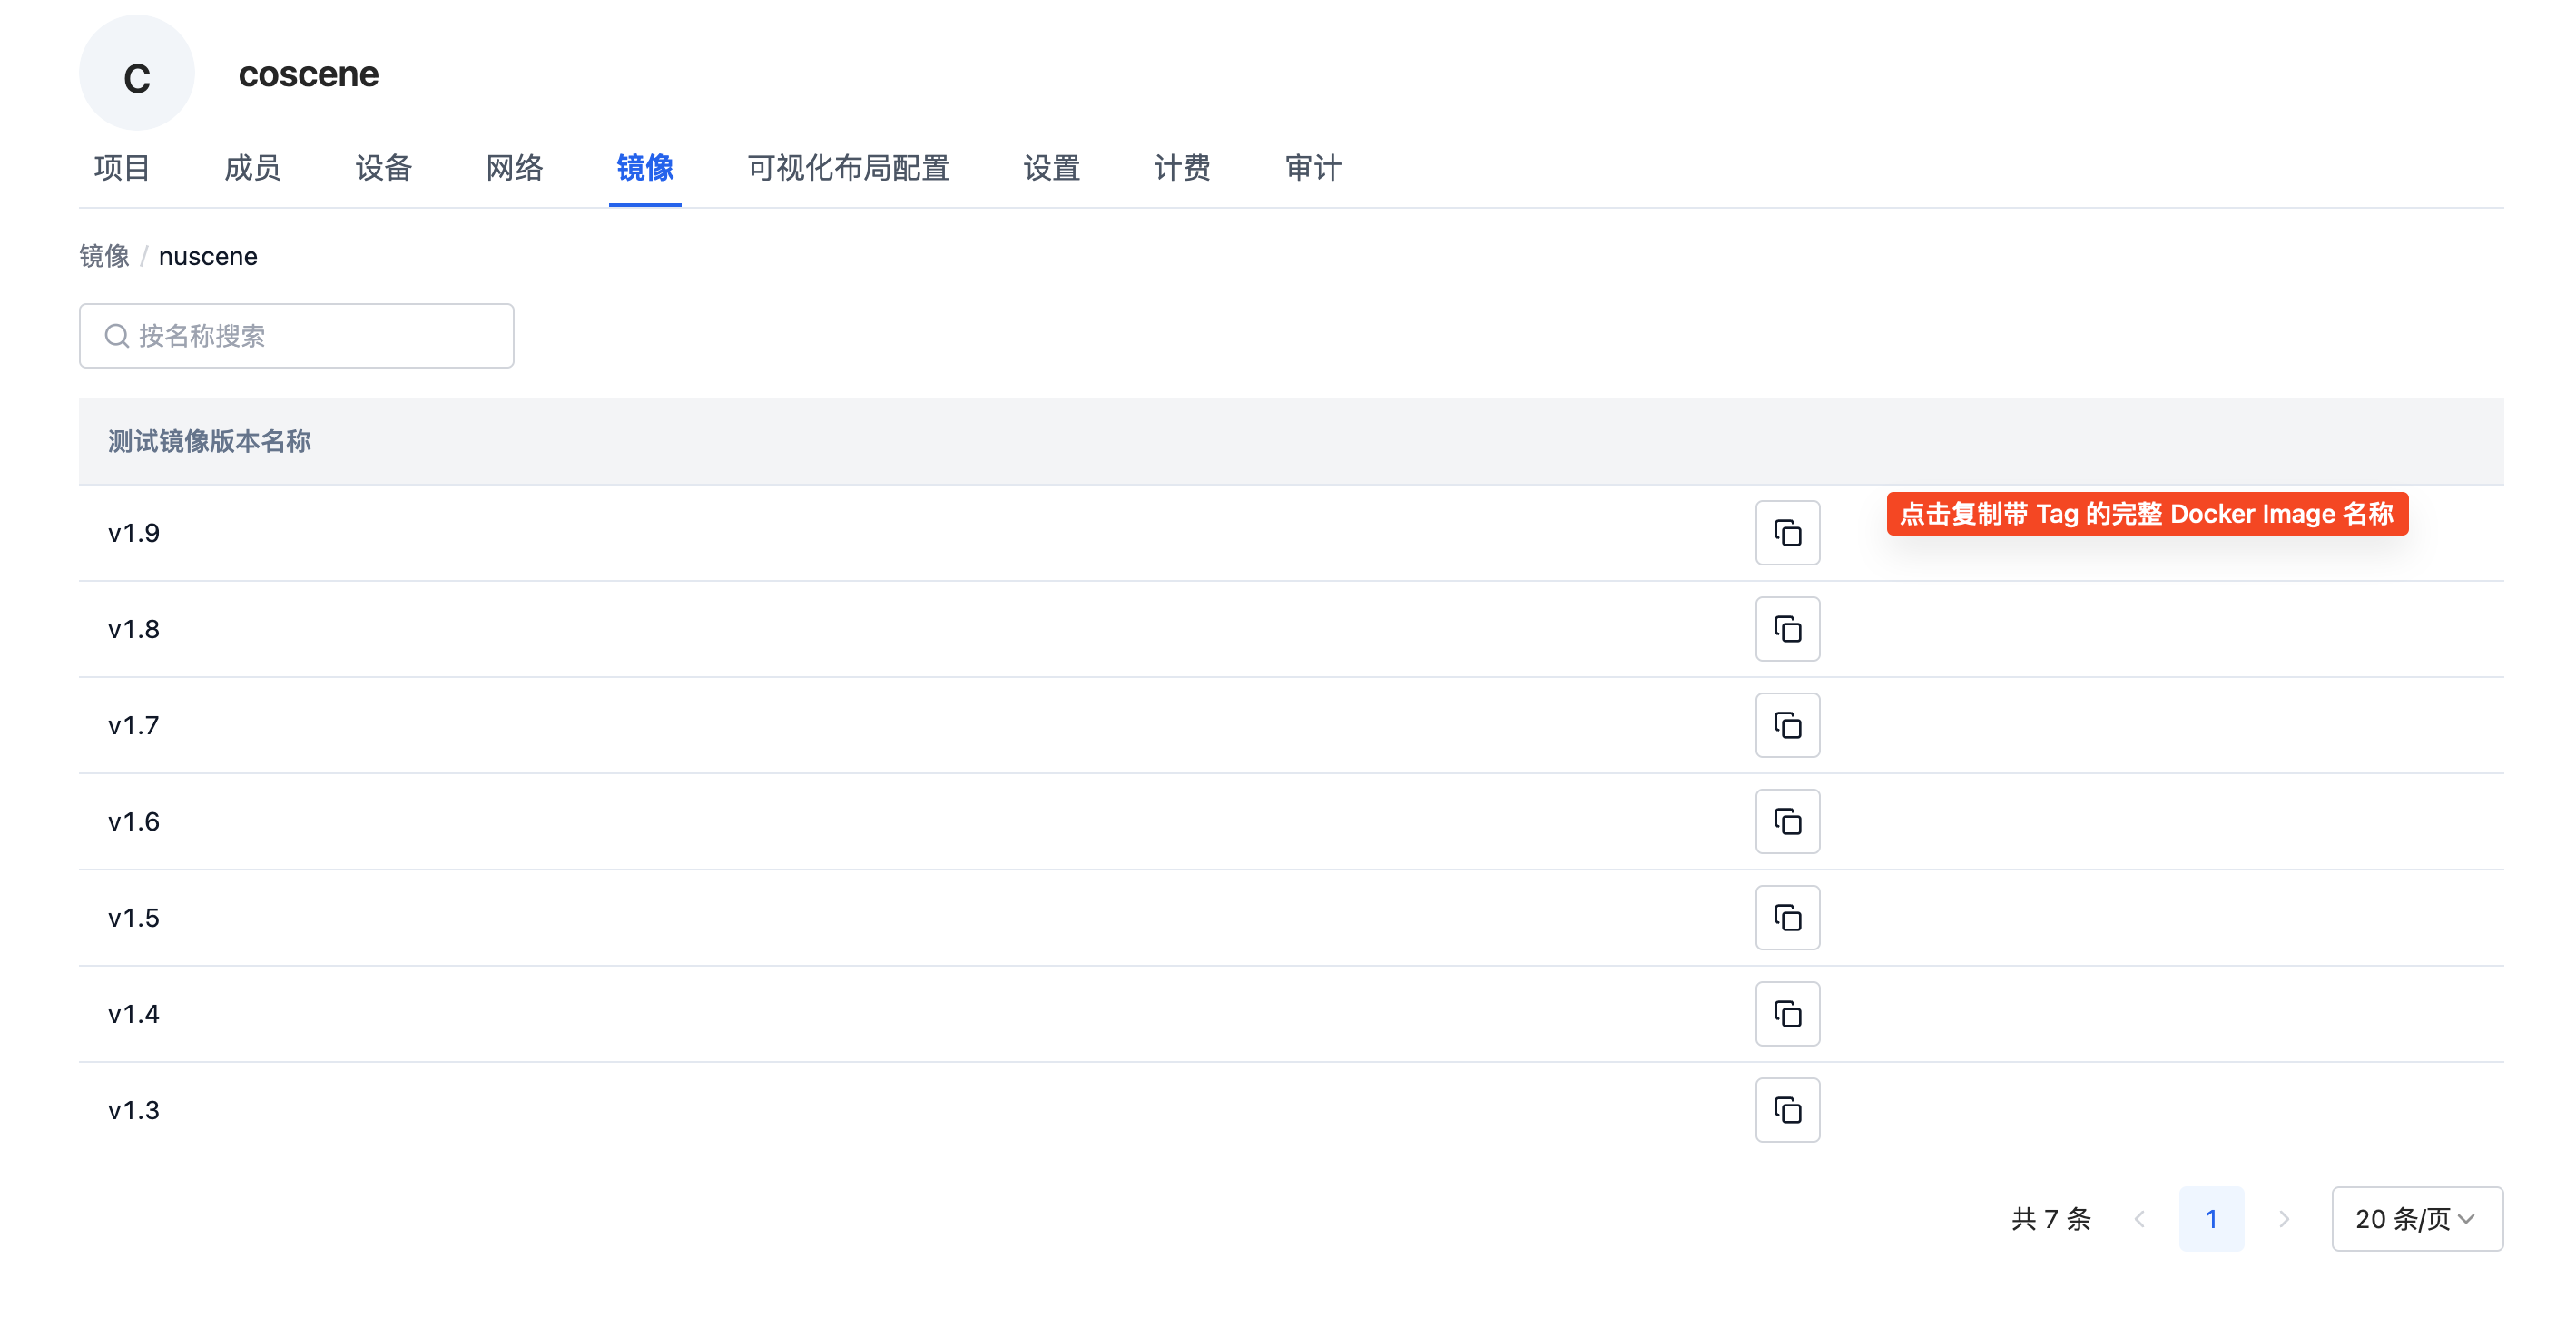 C
coscene
项目 成员 设备 网络 镜像 可视化布局配置 设置 计费 审计
镜像 / nuscene
按名称搜索
测试镜像版本名称
v1.9 点击复制带 Tag 的完整 Docker Image 名称
v1.8
v1.7
v1.6
v1.5
v1.4
v1.3
共 7 条 1 20 条/页